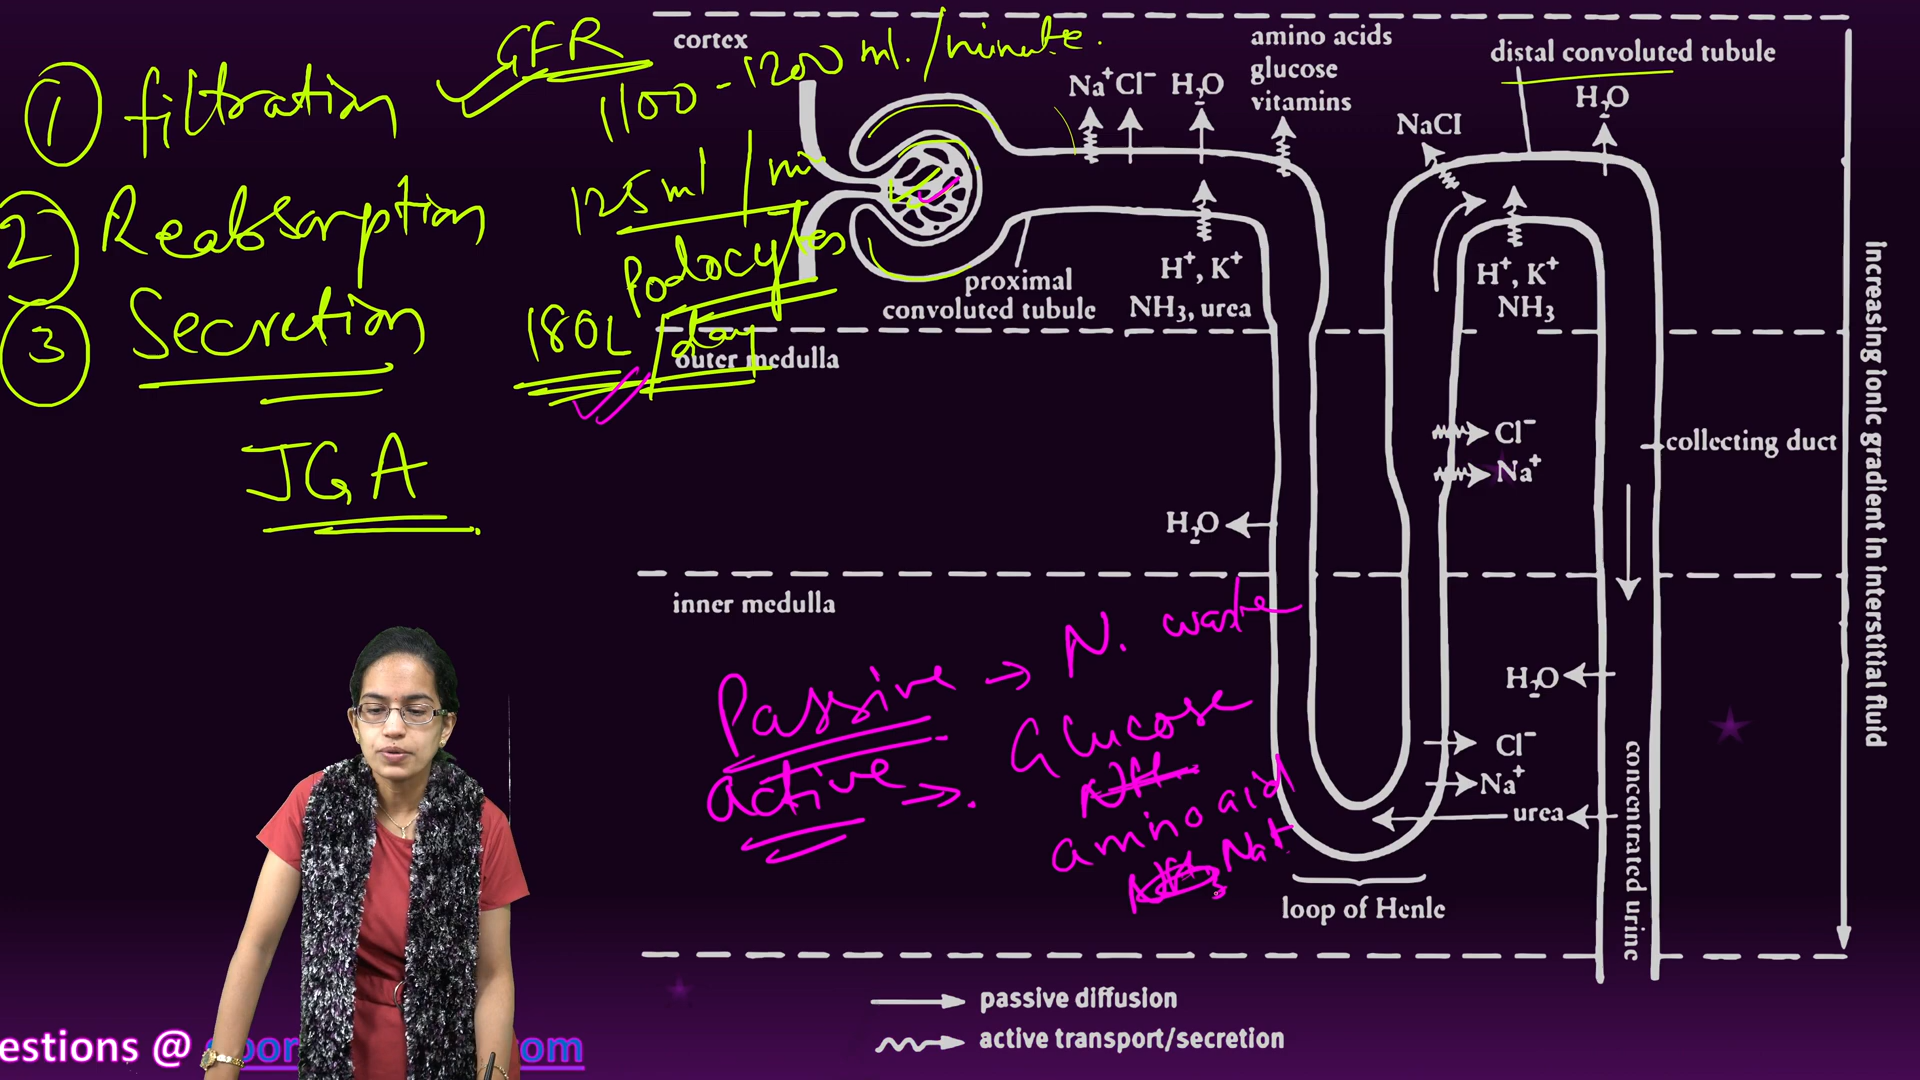 ① filtration ✓ GFR
1100 - 1200 ml. / minute.
② Reabsorption
125 ml / mi
Podocytes
③ Secretion
180L / day
JGA
cortex
Na⁺ Cl⁻ H₂O
amino acids
glucose
vitamins
distal convoluted tubule
H₂O
NaCl
proximal
convoluted tubule
H⁺, K⁺
NH₃, urea
H⁺, K⁺
NH₃
outer medulla
Cl⁻
Na⁺
collecting duct
H₂O
inner medulla
Passive → N. waste
active → Glucose
amino acid
Na⁺.
H₂O
Cl⁻
Na⁺
urea
concentrated urine
loop of Henle
increasing ionic gradient in interstitial fluid
passive diffusion
active transport/secretion
estions @ om